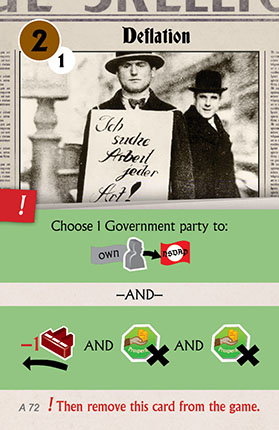 2
1
Deflation
Ich
suche
Arbeit
jeder
Art!
!
Choose 1 Government party to:
OWN
NSDAP
–AND–
–1
AND
Prosperity
AND
Prosperity
A 72 ! Then remove this card from the game.